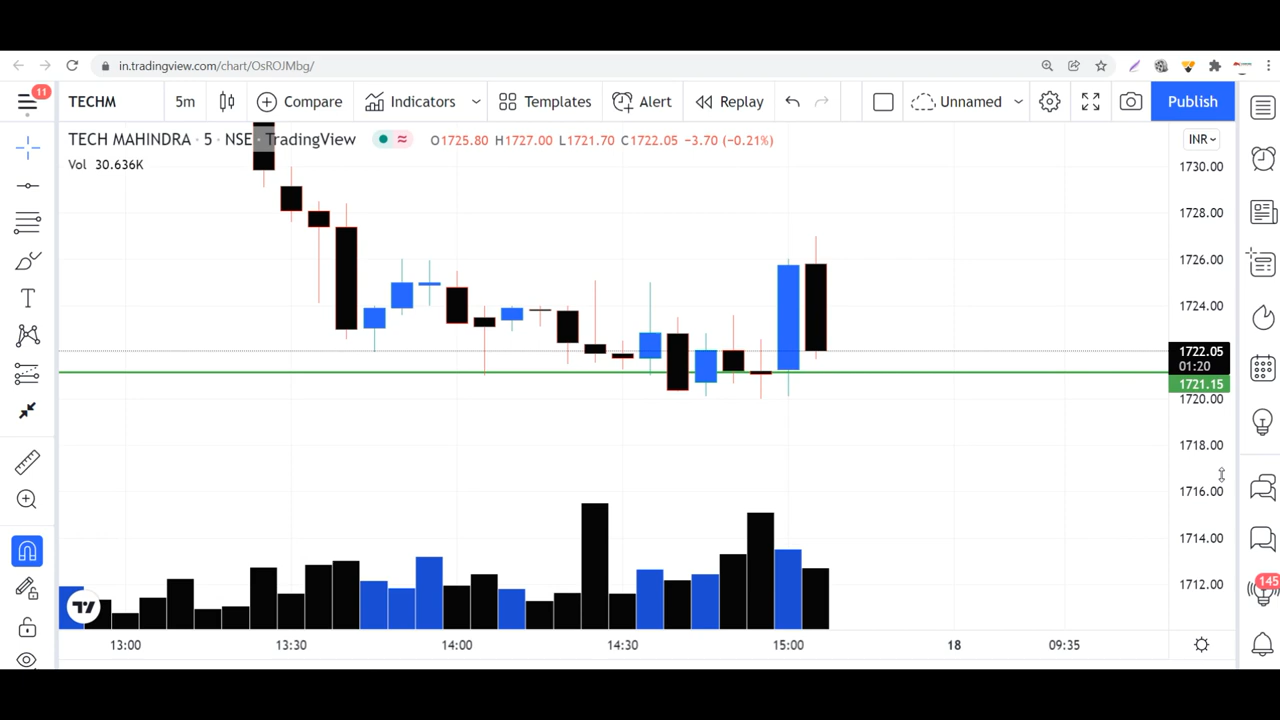 in.tradingview.com/chart/OsROJMbg/
11
TECHM 5m Compare Indicators Templates Alert Replay Unnamed Publish
TECH MAHINDRA · 5 · NSE · TradingView O1725.80 H1727.00 L1721.70 C1722.05 −3.70 (−0.21%) INR
Vol 30.636K
1730.00
1728.00
1726.00
1724.00
1722.05
01:20
1721.15
1720.00
1718.00
1716.00
1714.00
1712.00
145
13:00 13:30 14:00 14:30 15:00 18 09:35